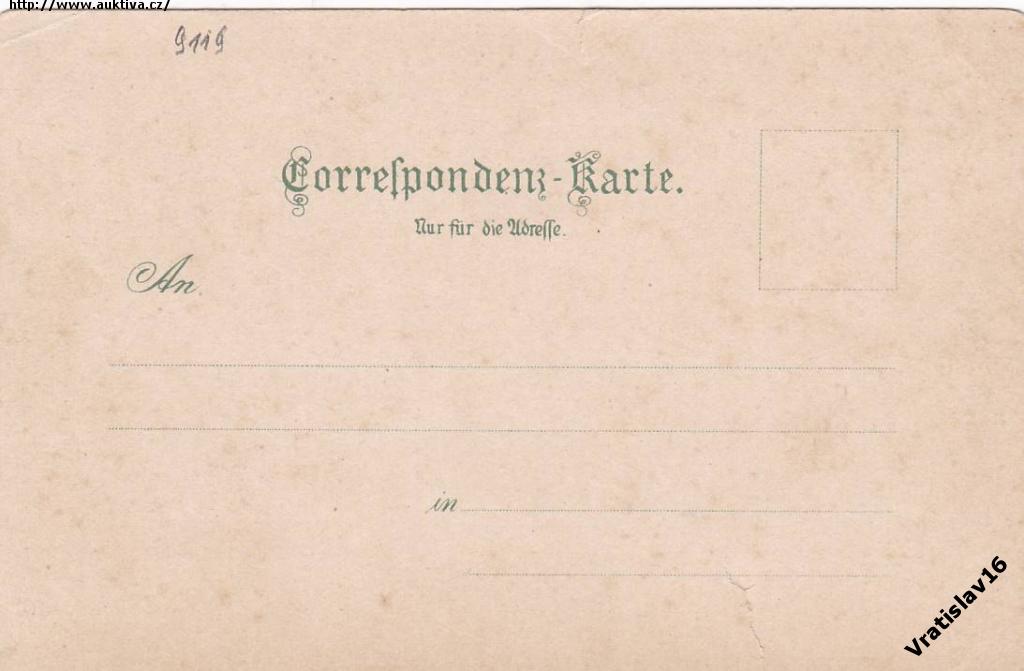 http://www.auktiva.cz/
9119
Correſpondenz-Karte.
Nur für die Adreſſe.
An
in
Vratislav16